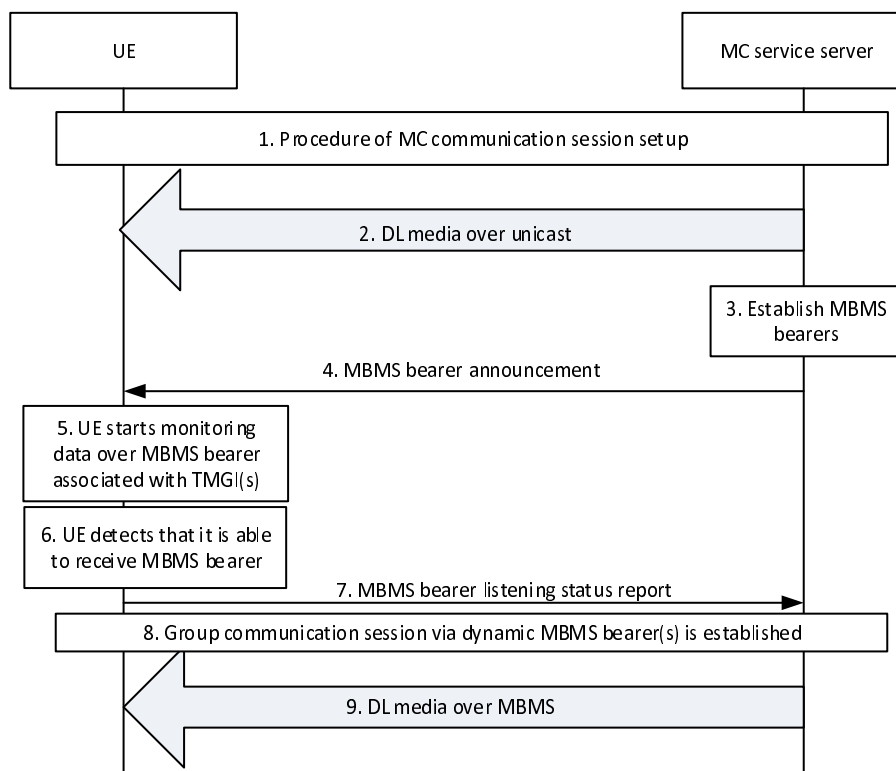 UE
MC service server
1. Procedure of MC communication session setup
2. DL media over unicast
3. Establish MBMS
bearers
4. MBMS bearer announcement
5. UE starts monitoring
data over MBMS bearer
associated with TMGI(s)
6. UE detects that it is able
to receive MBMS bearer
7. MBMS bearer listening status report
8. Group communication session via dynamic MBMS bearer(s) is established
9. DL media over MBMS